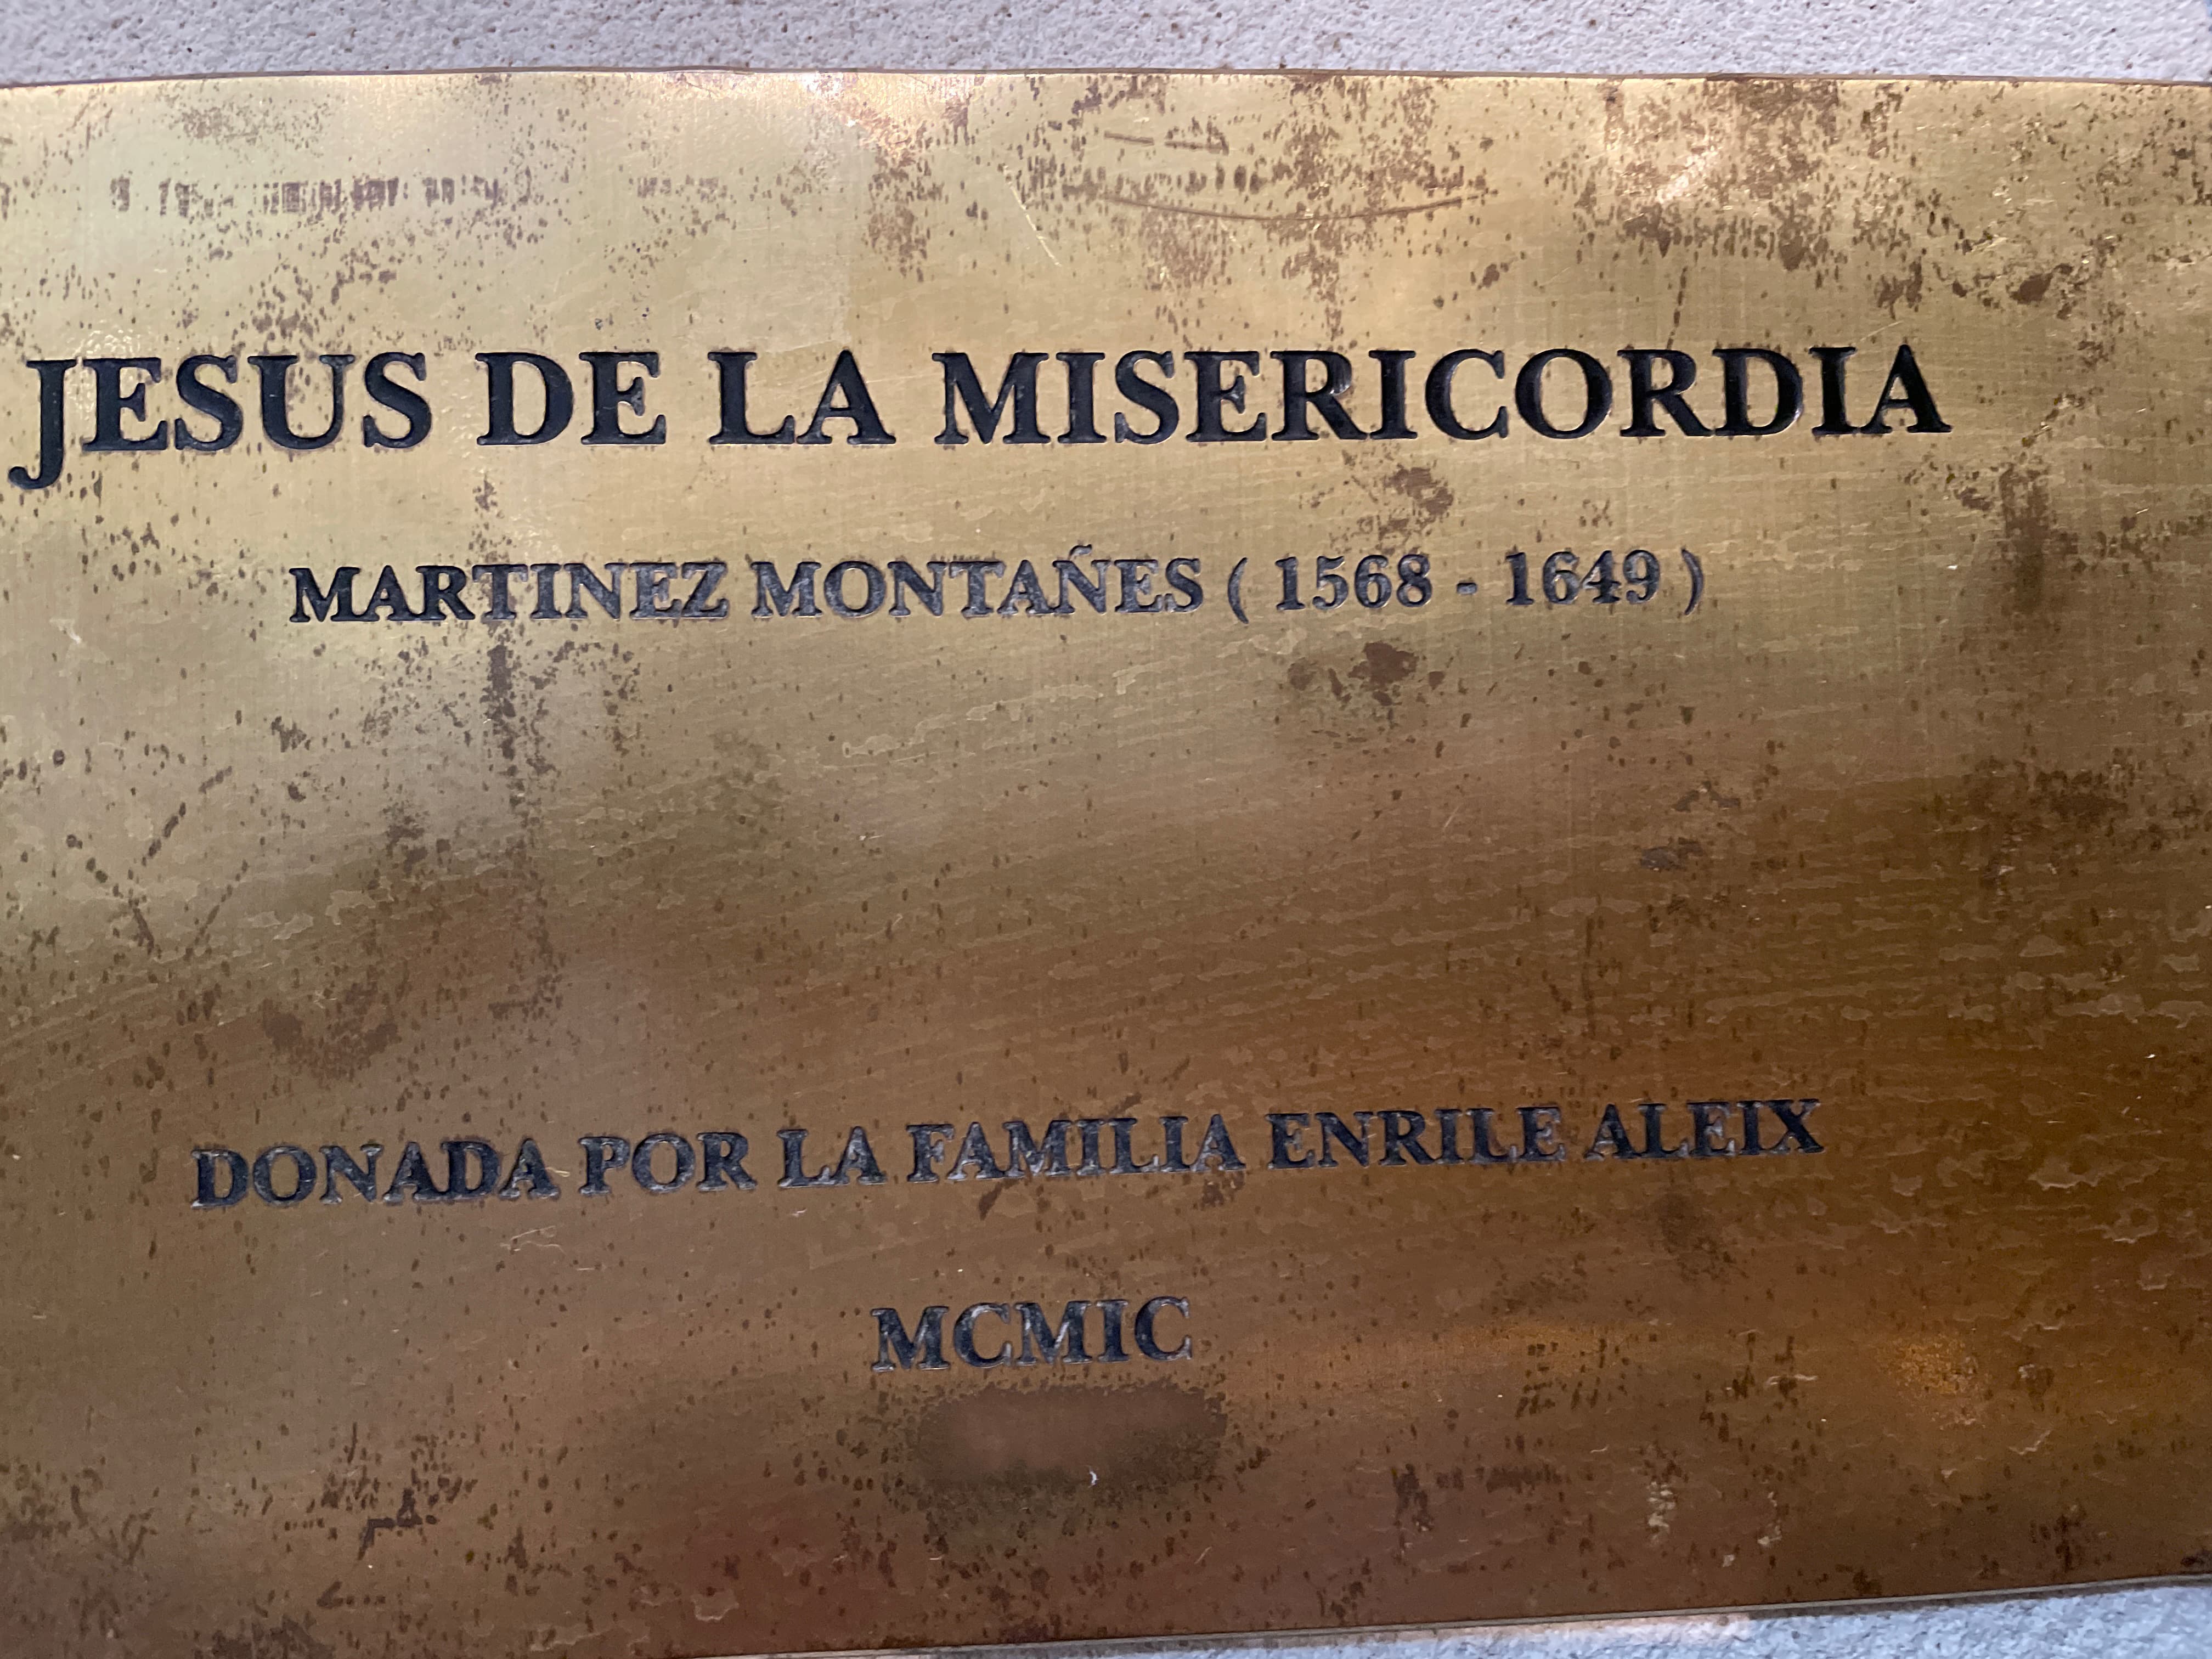 JESUS DE LA MISERICORDIA
MARTINEZ MONTAÑES ( 1568 - 1649 )
DONADA POR LA FAMILIA ENRILE ALEIX
MCMIC